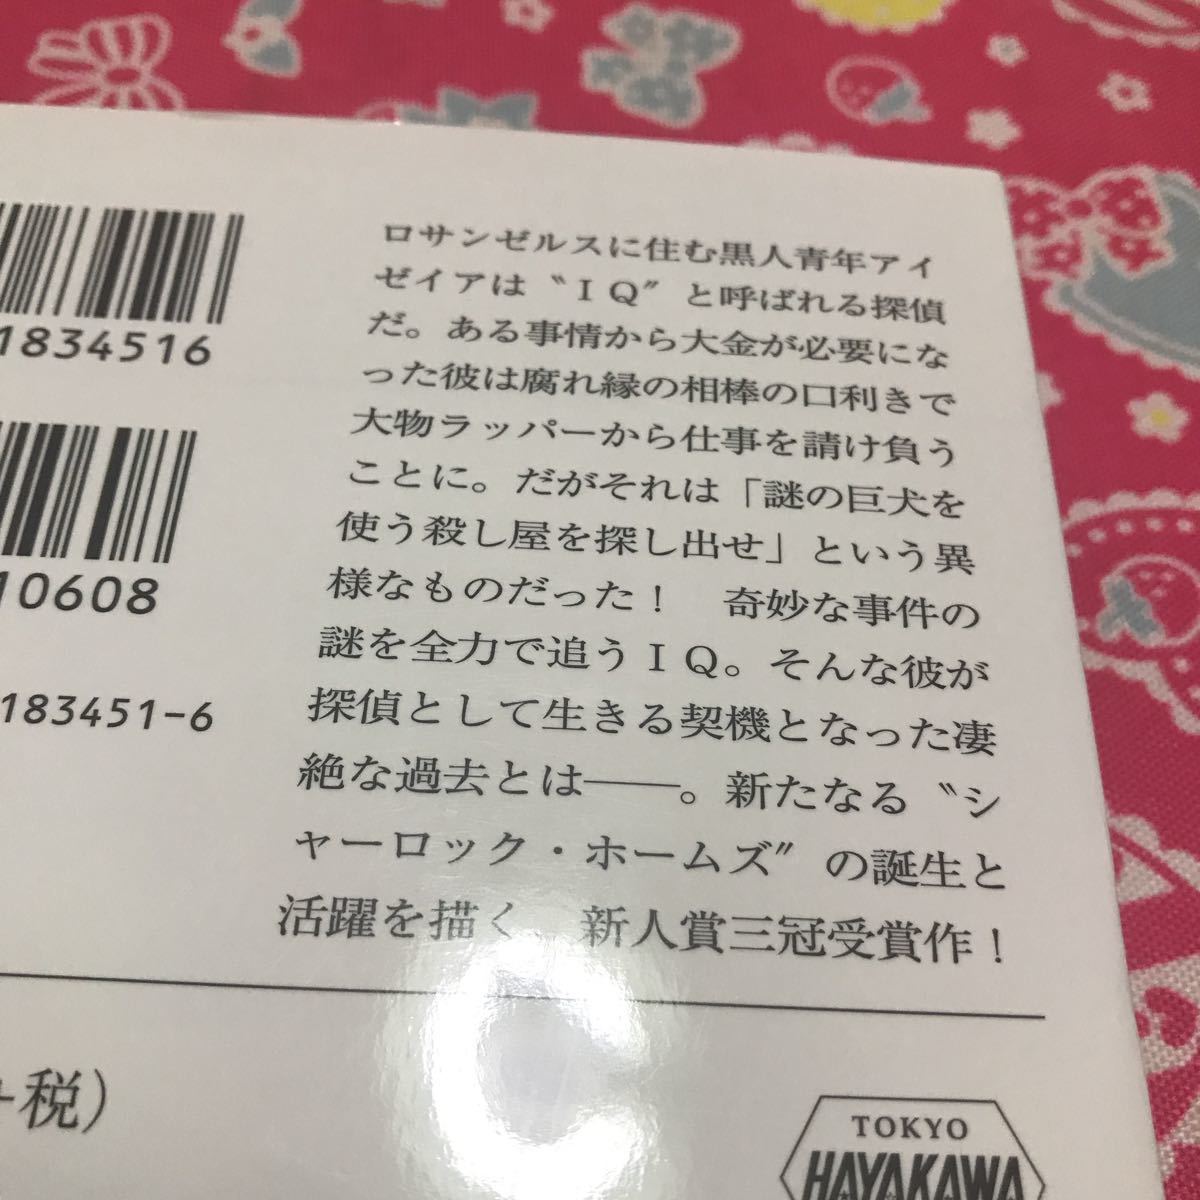 1834516
10608
183451-6
ロサンゼルスに住む黒人青年アイ
ゼイアは〝ＩＱ〟と呼ばれる探偵
だ。ある事情から大金が必要にな
った彼は腐れ縁の相棒の口利きで
大物ラッパーから仕事を請け負う
ことに。だがそれは「謎の巨犬を
使う殺し屋を探し出せ」という異
様なものだった！　奇妙な事件の
謎を全力で追うＩＱ。そんな彼が
探偵として生きる契機となった凄
絶な過去とは――。新たなる〝シ
ャーロック・ホームズ〟の誕生と
活躍を描く、新人賞三冠受賞作！
+税）
TOKYO
HAYAKAWA